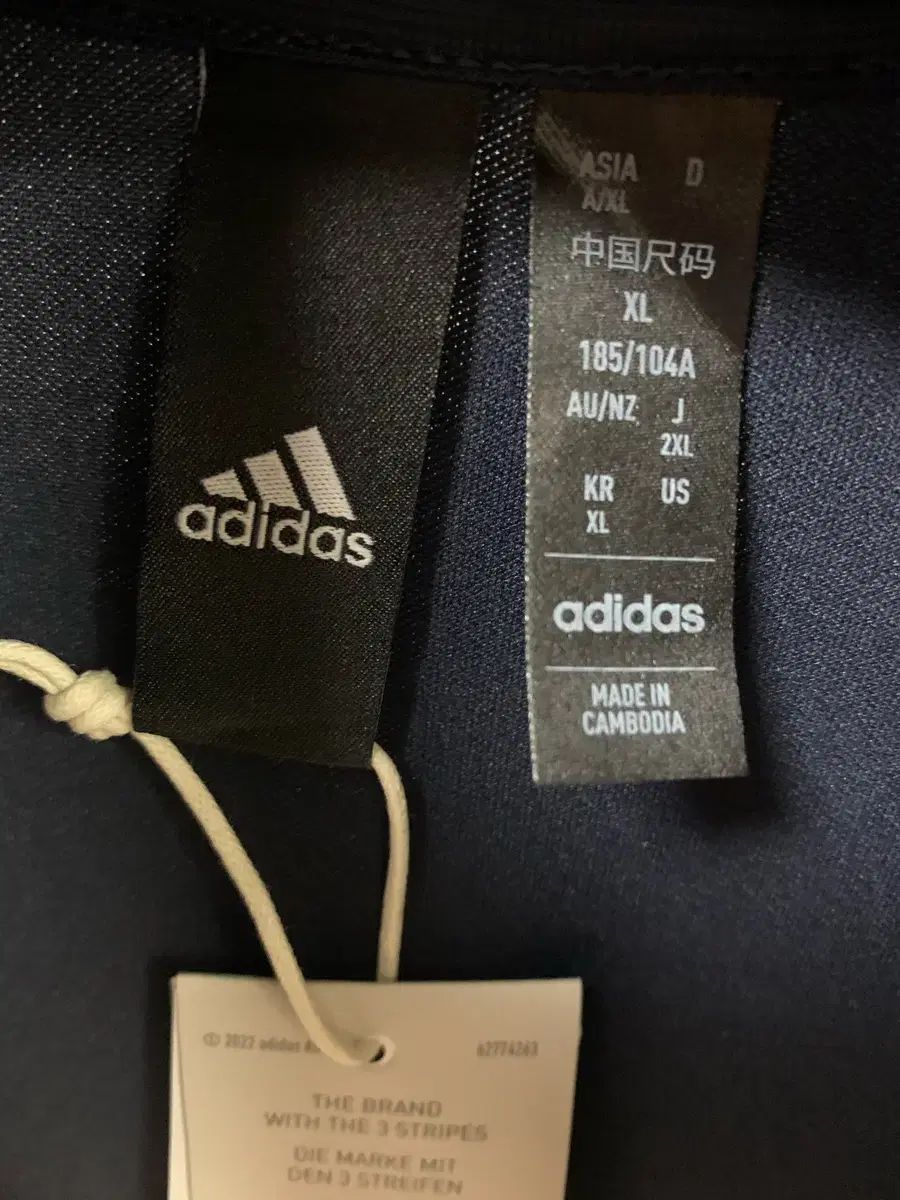 adidas
ASIA D
A/XL
中国尺码
XL
185/104A
AU/NZ J
2XL
KR US
XL
adidas
MADE IN
CAMBODIA
© 2022 adidas
THE BRAND
WITH THE 3 STRIPES
DIE MARKE MIT
DEN 3 STREIFEN